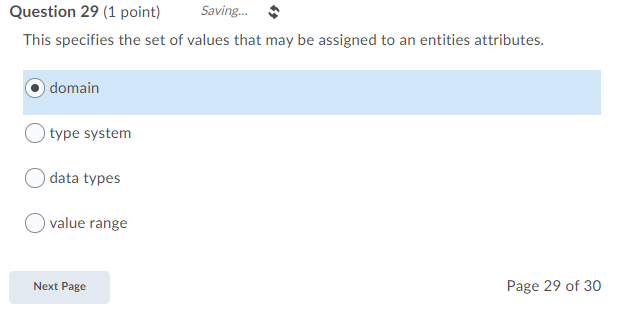 Question 29 (1 point) Saving...
This specifies the set of values that may be assigned to an entities attributes.
domain
type system
data types
value range
Next Page Page 29 of 30